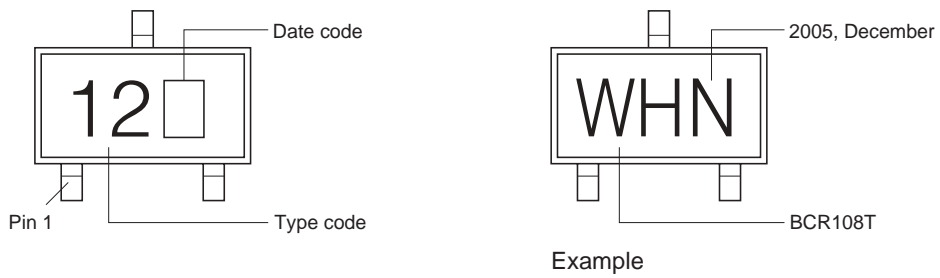 Date code
12
Pin 1
Type code
2005, December
WHN
BCR108T
Example